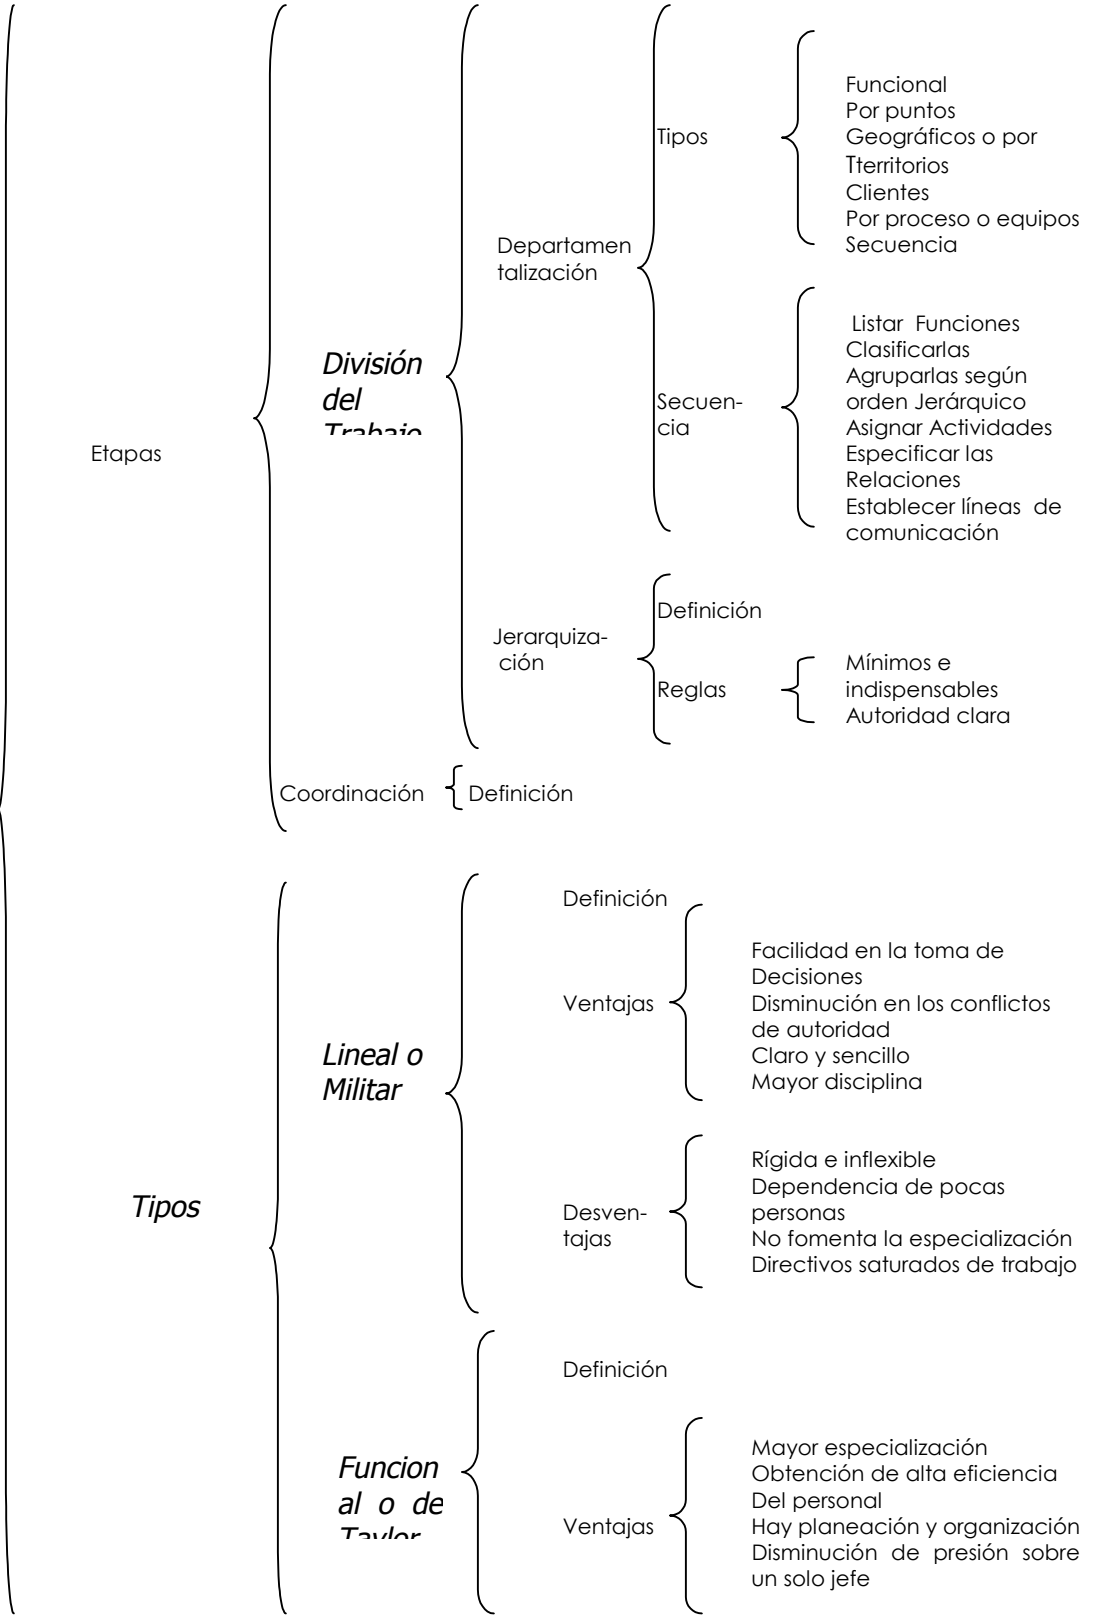 Funcional
Por puntos
Geográficos o por
Tterritorios
Clientes
Por proceso o equipos
Secuencia
Tipos
Departamen
talización
Listar Funciones
Clasificarlas
Agruparlas según
orden Jerárquico
Asignar Actividades
Especificar las
Relaciones
Establecer líneas de
comunicación
Secuen-
cia
División
del
Trabajo
Etapas
Definición
Jerarquiza-
ción
Reglas
Mínimos e
indispensables
Autoridad clara
Coordinación
Definición
Definición
Ventajas
Facilidad en la toma de
Decisiones
Disminución en los conflictos
de autoridad
Claro y sencillo
Mayor disciplina
Lineal o
Militar
Tipos
Desven-
tajas
Rígida e inflexible
Dependencia de pocas
personas
No fomenta la especialización
Directivos saturados de trabajo
Definición
Funcion
al o de
Taylor
Ventajas
Mayor especialización
Obtención de alta eficiencia
Del personal
Hay planeación y organización
Disminución de presión sobre
un solo jefe